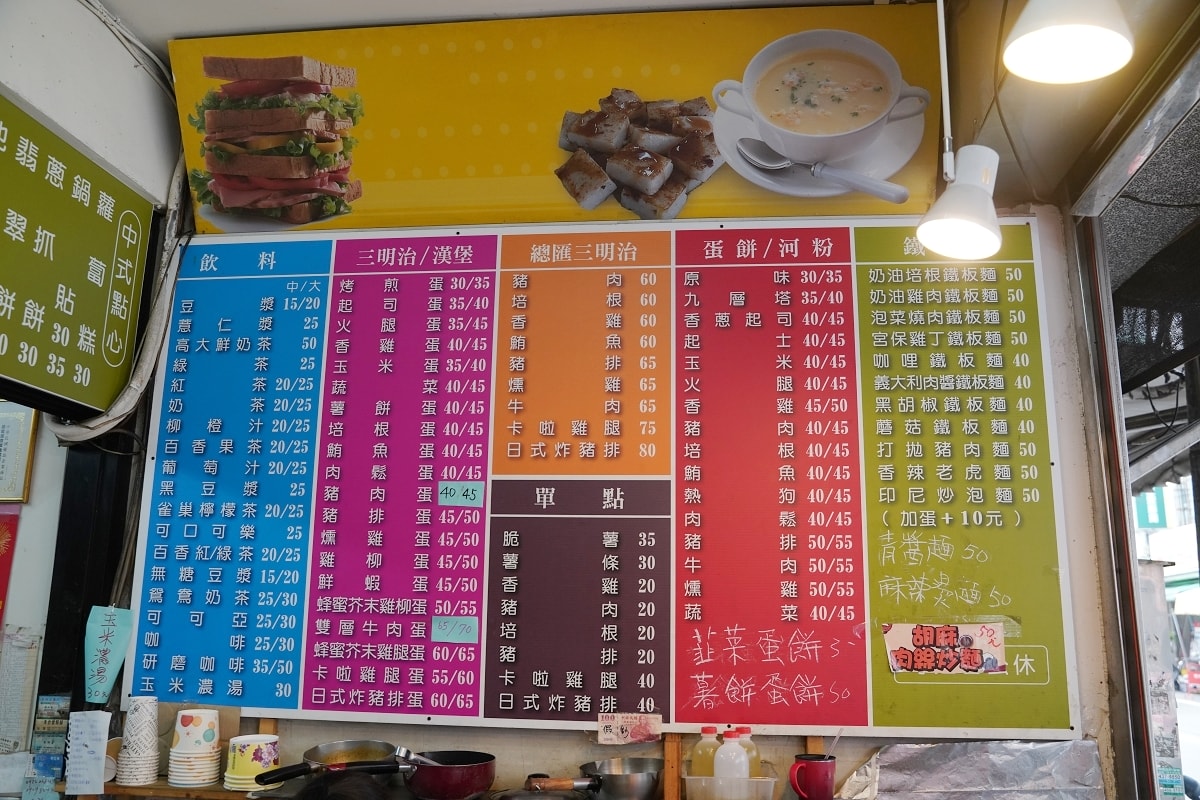 中式點心
蘿蔔糕 30
鍋貼 35
蔥抓餅 30
翡翠餅
飲料
中/大
豆漿 15/20
薏仁漿 25
高大鮮奶茶 50
綠茶 25
紅茶 20/25
奶茶 20/25
柳橙汁 20/25
百香果茶 20/25
葡萄汁 20/25
黑豆漿 25
雀巢檸檬茶 20/25
可口可樂 25
百香紅/綠茶 20/25
無糖豆漿 15/20
鴛鴦奶茶 25/30
可可亞 25/30
咖啡 25/30
研磨咖啡 35/50
玉米濃湯 30
三明治/漢堡
烤煎蛋 30/35
起司蛋 35/40
火腿蛋 35/45
香雞蛋 40/45
玉米蛋 35/40
蔬菜 40/45
薯餅蛋 40/45
培根蛋 40/45
鮪魚蛋 40/45
肉鬆蛋 40/45
豬肉蛋 40 45
豬排蛋 45/50
燻雞蛋 45/50
雞柳蛋 45/50
鮮蝦蛋 45/50
蜂蜜芥末雞柳蛋 50/55
雙層牛肉蛋 65/70
蜂蜜芥末雞腿蛋 60/65
卡啦雞腿蛋 55/60
日式炸豬排蛋 60/65
總匯三明治
豬肉 60
培根 60
香雞 60
鮪魚 60
豬排 65
燻雞 65
牛肉 65
卡啦雞腿 75
日式炸豬排 80
單點
脆薯 35
薯條 30
香雞 20
豬肉 20
培根 20
豬排 20
卡啦雞腿 40
日式炸豬排 40
蛋餅/河粉
原味 30/35
九層塔 35/40
香蔥起司 40/45
起士 40/45
玉米 40/45
火腿 40/45
香雞 45/50
豬肉 40/45
培根 40/45
鮪魚 40/45
熱狗 40/45
肉鬆 40/45
豬排 50/55
牛肉 50/55
燻雞 50/55
蔬菜 40/45
韭菜蛋餅 35
薯餅蛋餅 50
鐵
奶油培根鐵板麵 50
奶油雞肉鐵板麵 50
泡菜燒肉鐵板麵 50
宮保雞丁鐵板麵 50
咖哩鐵板麵 40
義大利肉醬鐵板麵 40
黑胡椒鐵板麵 40
蘑菇鐵板麵 40
打拋豬肉麵 50
香辣老虎麵 50
印尼炒泡麵 50
(加蛋+10元)
青醬麵 50
麻辣燙麵 50
胡麻 50元
肉絲炒麵
休
玉米濃湯
30元
100